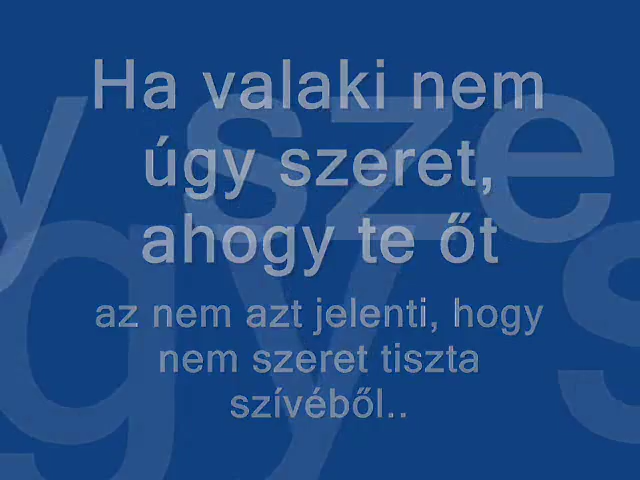 Ha valaki nem
úgy szeret,
ahogy te őt
az nem azt jelenti, hogy
nem szeret tiszta
szívéből..